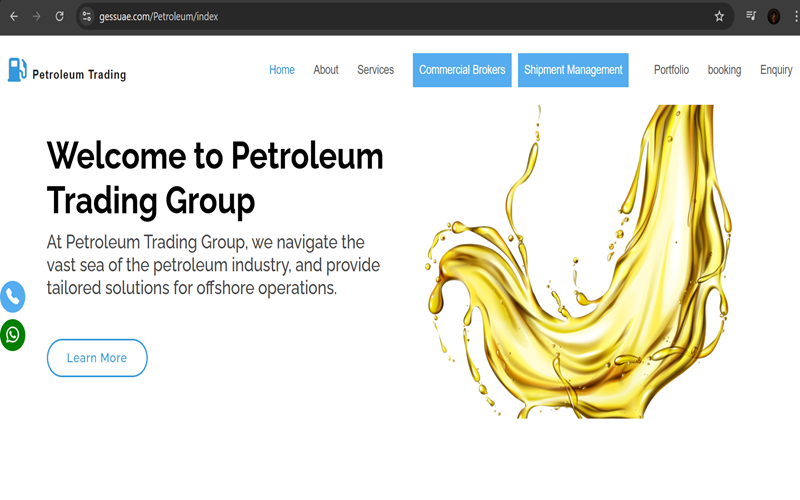 gessuae.com/Petroleum/index
Petroleum Trading
Home About Services Commercial Brokers Shipment Management Portfolio booking Enquiry
Welcome to Petroleum
Trading Group
At Petroleum Trading Group, we navigate the
vast sea of the petroleum industry, and provide
tailored solutions for offshore operations.
Learn More